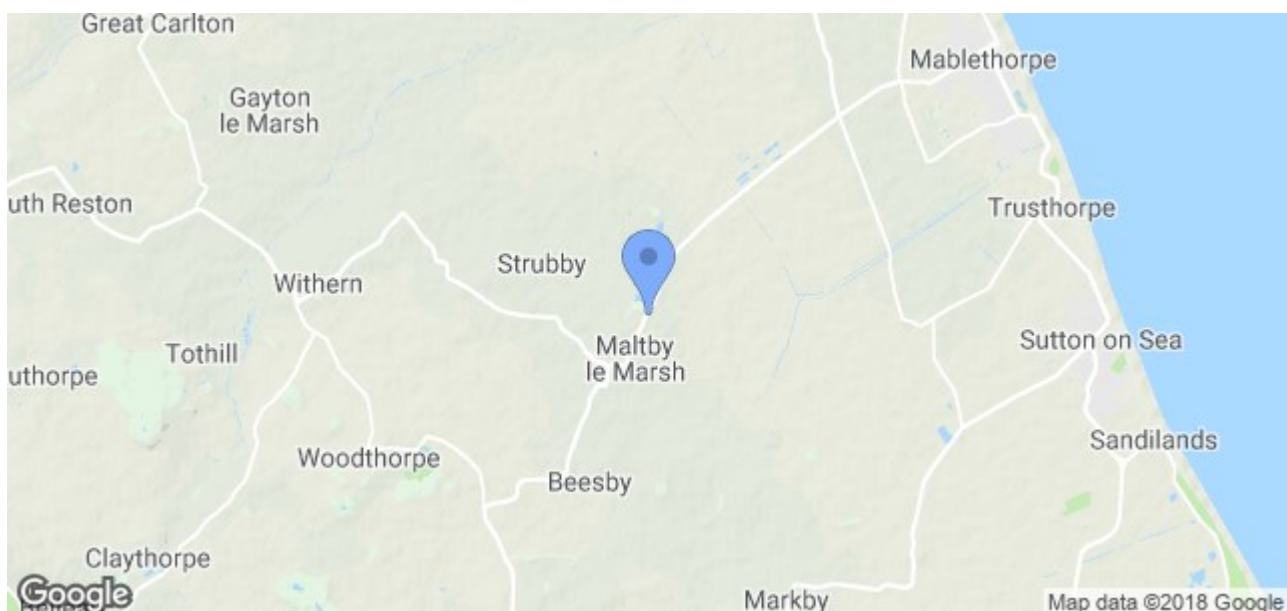 Great Carlton
Mablethorpe
Gayton
le Marsh
uth Reston
Trusthorpe
Strubby
Withern
Maltby
le Marsh
Sutton on Sea
Tothill
uthorpe
Sandilands
Woodthorpe
Beesby
Claythorpe
Google
Markby
Map data ©2018 Google